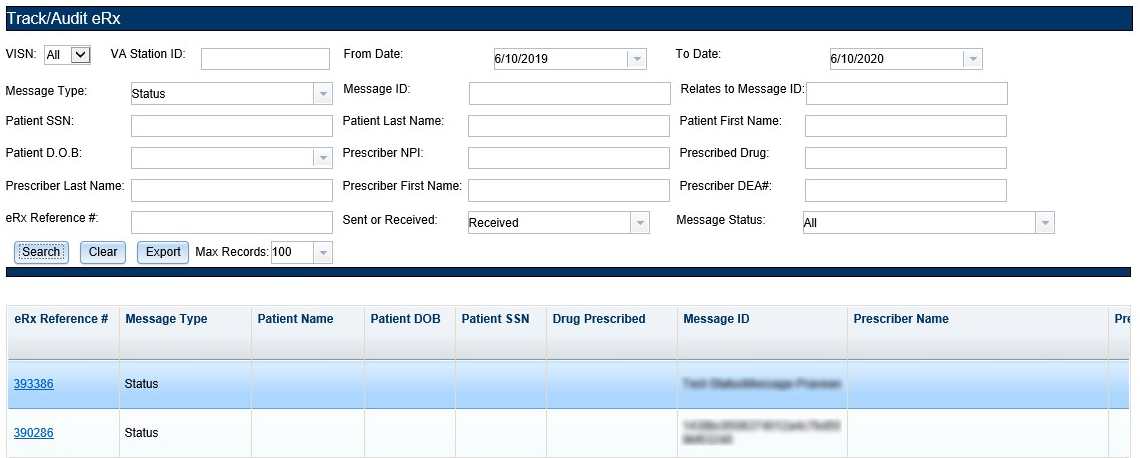 Track/Audit eRx
VISN: All VA Station ID: From Date: 6/10/2019 To Date: 6/10/2020
Message Type: Status Message ID: Relates to Message ID:
Patient SSN: Patient Last Name: Patient First Name:
Patient D.O.B: Prescriber NPI: Prescribed Drug:
Prescriber Last Name: Prescriber First Name: Prescriber DEA#:
eRx Reference #: Sent or Received: Received Message Status: All
Search Clear Export Max Records: 100
eRx Reference # Message Type Patient Name Patient DOB Patient SSN Drug Prescribed Message ID Prescriber Name Pre
393386 Status
390286 Status